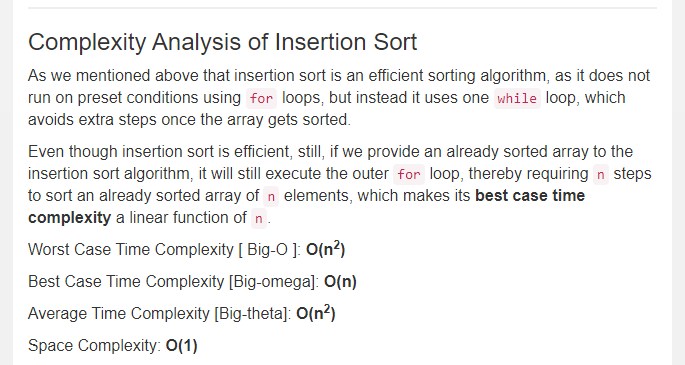 Complexity Analysis of Insertion Sort
As we mentioned above that insertion sort is an efficient sorting algorithm, as it does not
run on preset conditions using for loops, but instead it uses one while loop, which
avoids extra steps once the array gets sorted.
Even though insertion sort is efficient, still, if we provide an already sorted array to the
insertion sort algorithm, it will still execute the outer for loop, thereby requiring n steps
to sort an already sorted array of n elements, which makes its best case time
complexity a linear function of n.
Worst Case Time Complexity [ Big-O ]: O(n²)
Best Case Time Complexity [Big-omega]: O(n)
Average Time Complexity [Big-theta]: O(n²)
Space Complexity: O(1)